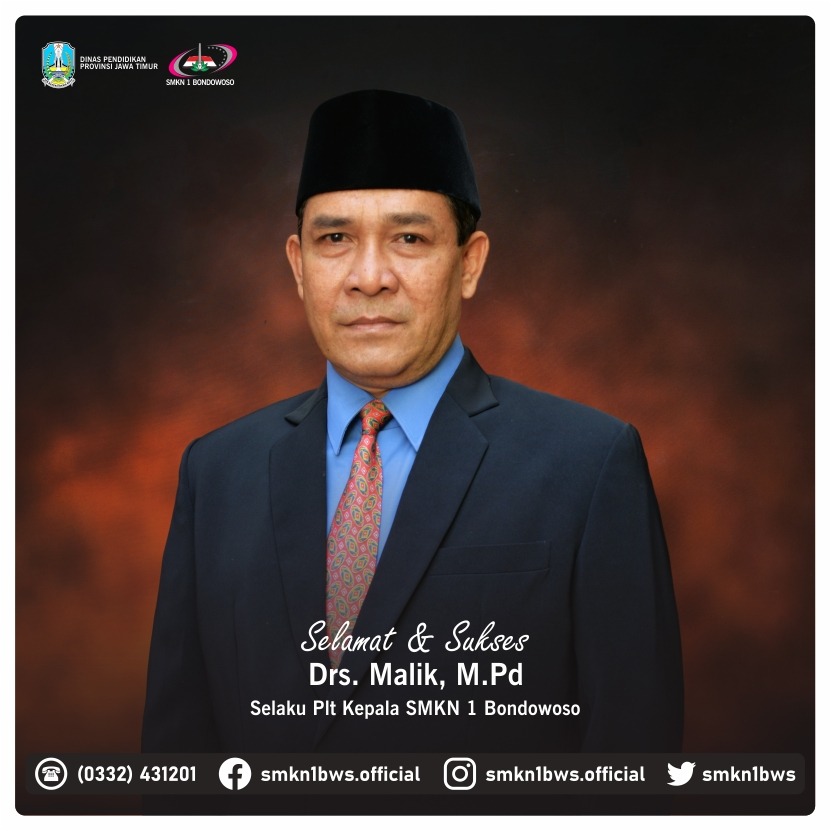 DINAS PENDIDIKAN
PROVINSI JAWA TIMUR
SMKN 1 BONDOWOSO
Selamat & Sukses
Drs. Malik, M.Pd
Selaku Plt Kepala SMKN 1 Bondowoso
(0332) 431201 smkn1bws.official smkn1bws.official smkn1bws